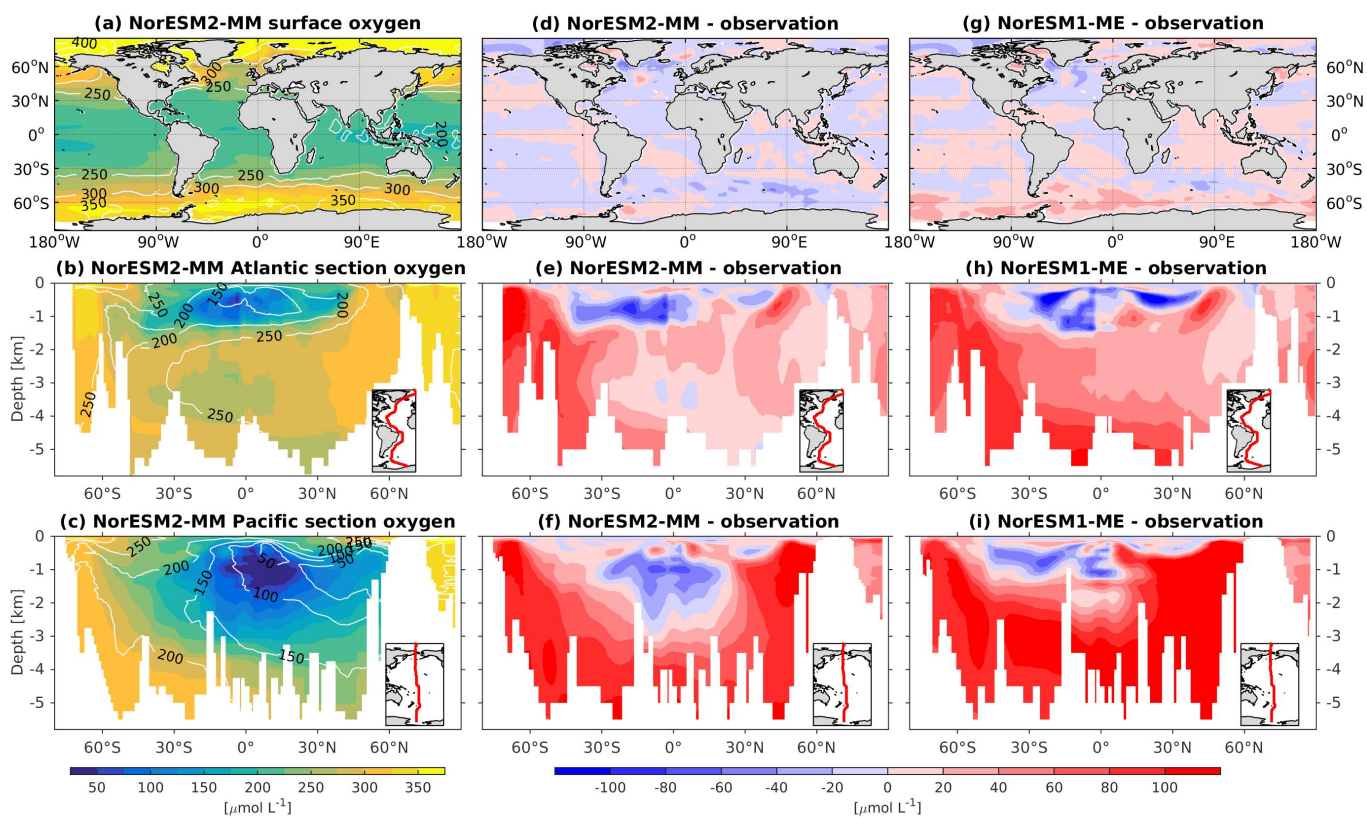 (a) NorESM2-MM surface oxygen
(d) NorESM2-MM - observation
(g) NorESM1-ME - observation
60°N
30°N
0°
30°S
60°S
400
300
250
250
200
250
300
300
350
350
60°N
30°N
0°
30°S
60°S
180°W 90°W 0° 90°E 180°W 90°W 0° 90°E 180°W 90°W 0° 90°E 180°W
(b) NorESM2-MM Atlantic section oxygen
(e) NorESM2-MM - observation
(h) NorESM1-ME - observation
Depth [km]
0
-1
-2
-3
-4
-5
250
200
150
200
200
250
250
250
0
-1
-2
-3
-4
-5
60°S 30°S 0° 30°N 60°N
60°S 30°S 0° 30°N 60°N
60°S 30°S 0° 30°N 60°N
(c) NorESM2-MM Pacific section oxygen
(f) NorESM2-MM - observation
(i) NorESM1-ME - observation
Depth [km]
0
-1
-2
-3
-4
-5
250
200
150
50
100
200
150
200
0
-1
-2
-3
-4
-5
60°S 30°S 0° 30°N 60°N
60°S 30°S 0° 30°N 60°N
60°S 30°S 0° 30°N 60°N
50 100 150 200 250 300 350
[μmol L⁻¹]
-100 -80 -60 -40 -20 0 20 40 60 80 100
[μmol L⁻¹]